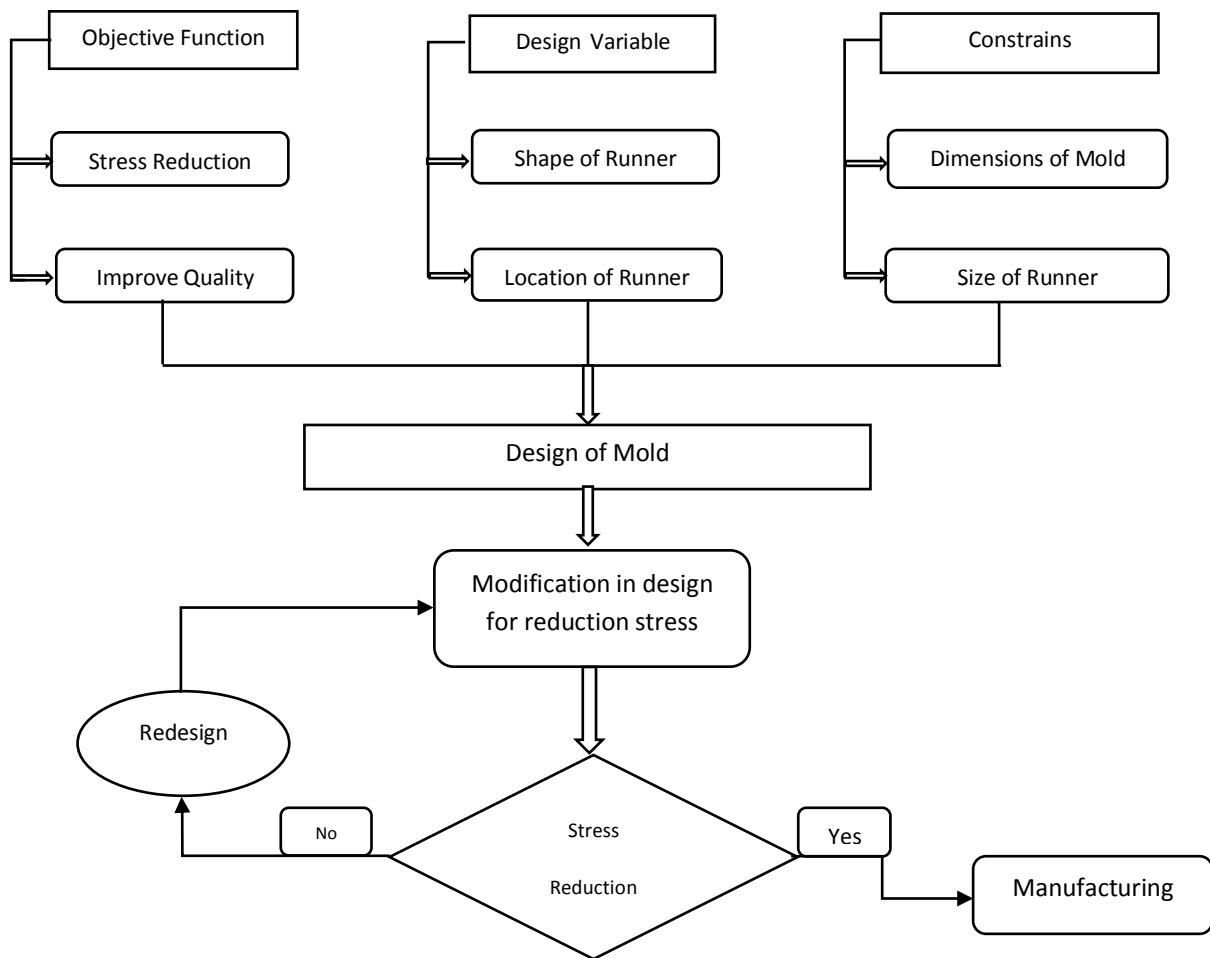 Objective Function
Design Variable
Constrains
Stress Reduction
Shape of Runner
Dimensions of Mold
Improve Quality
Location of Runner
Size of Runner
Design of Mold
Modification in design
for reduction stress
Redesign
No
Stress
Reduction
Yes
Manufacturing